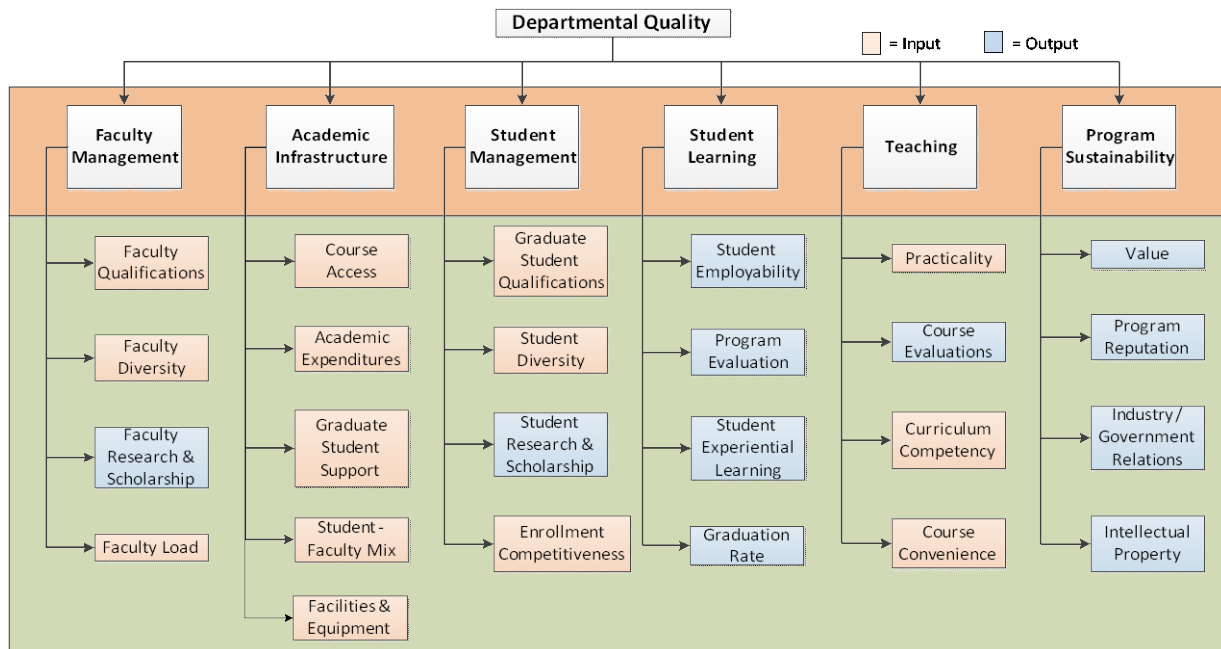 Departmental Quality
= Input
= Output
Faculty
Management
Academic
Infrastructure
Student
Management
Student
Learning
Teaching
Program
Sustainability
Faculty
Qualifications
Faculty
Diversity
Faculty
Research &
Scholarship
Faculty Load
Course
Access
Academic
Expenditures
Graduate
Student
Support
Student-
Faculty Mix
Facilities &
Equipment
Graduate
Student
Qualifications
Student
Diversity
Student
Research &
Scholarship
Enrollment
Competitiveness
Student
Employability
Program
Evaluation
Student
Experiential
Learning
Graduation
Rate
Practicality
Course
Evaluations
Curriculum
Competency
Course
Convenience
Value
Program
Reputation
Industry/
Government
Relations
Intellectual
Property